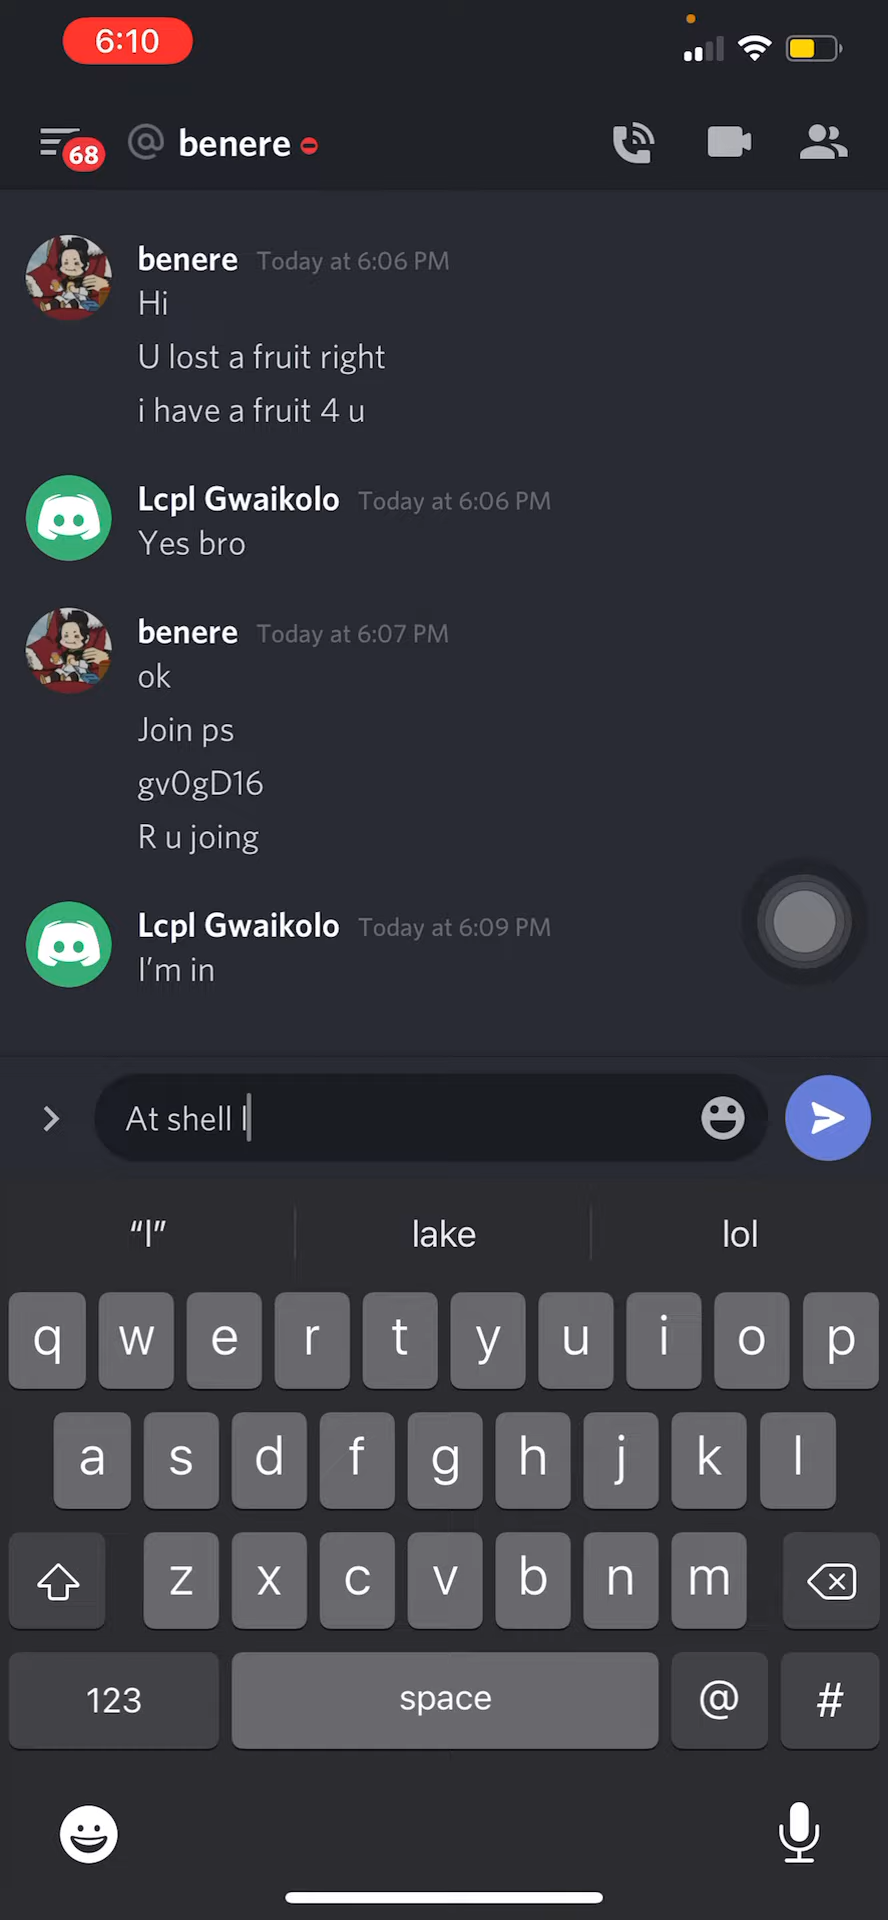 6:10
68
benere
benere Today at 6:06 PM
Hi
U lost a fruit right
i have a fruit 4 u
Lcpl Gwaikolo Today at 6:06 PM
Yes bro
benere Today at 6:07 PM
ok
Join ps
gv0gD16
R u joing
Lcpl Gwaikolo Today at 6:09 PM
I'm in
At shell l
“l” lake lol
q w e r t y u i o p
a s d f g h j k l
z x c v b n m
123 space @ #